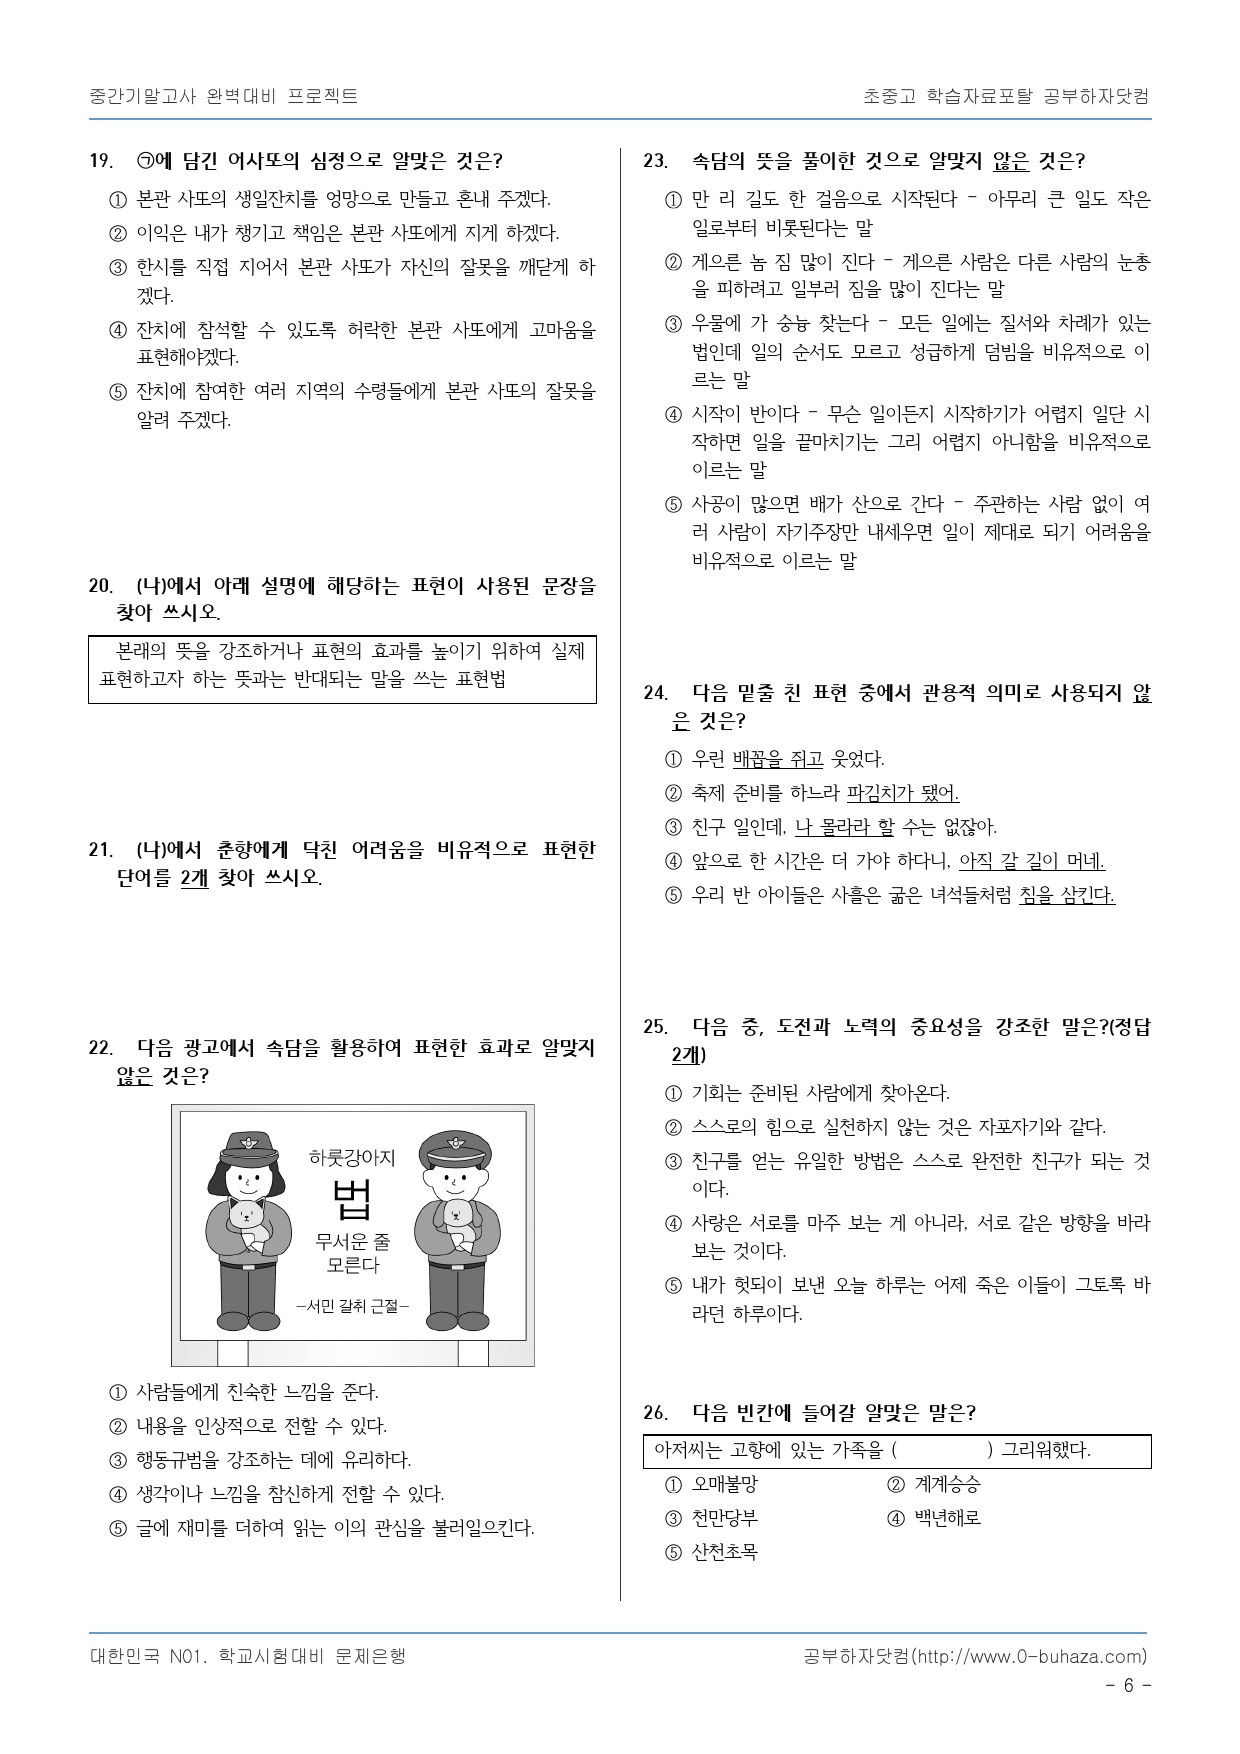 중간기말고사 완벽대비 프로젝트
초중고 학습자료포탈 공부하자닷컴
19. ㉠에 담긴 어사또의 심정으로 알맞은 것은?
① 본관 사또의 생일잔치를 엉망으로 만들고 혼내 주겠다.
② 이익은 내가 챙기고 책임은 본관 사또에게 지게 하겠다.
③ 한시를 직접 지어서 본관 사또가 자신의 잘못을 깨닫게 하
겠다.
④ 잔치에 참석할 수 있도록 허락한 본관 사또에게 고마움을
표현해야겠다.
⑤ 잔치에 참여한 여러 지역의 수령들에게 본관 사또의 잘못을
알려 주겠다.
20. (나)에서 아래 설명에 해당하는 표현이 사용된 문장을
찾아 쓰시오.
본래의 뜻을 강조하거나 표현의 효과를 높이기 위하여 실제
표현하고자 하는 뜻과는 반대되는 말을 쓰는 표현법
21. (나)에서 춘향에게 닥친 어려움을 비유적으로 표현한
단어를 2개 찾아 쓰시오.
22. 다음 광고에서 속담을 활용하여 표현한 효과로 알맞지
않은 것은?
하룻강아지
법
무서운 줄
모른다
–서민 갈취 근절–
① 사람들에게 친숙한 느낌을 준다.
② 내용을 인상적으로 전할 수 있다.
③ 행동규범을 강조하는 데에 유리하다.
④ 생각이나 느낌을 참신하게 전할 수 있다.
⑤ 글에 재미를 더하여 읽는 이의 관심을 불러일으킨다.
23. 속담의 뜻을 풀이한 것으로 알맞지 않은 것은?
① 만 리 길도 한 걸음으로 시작된다 - 아무리 큰 일도 작은
일로부터 비롯된다는 말
② 게으른 놈 짐 많이 진다 - 게으른 사람은 다른 사람의 눈총
을 피하려고 일부러 짐을 많이 진다는 말
③ 우물에 가 숭늉 찾는다 - 모든 일에는 질서와 차례가 있는
법인데 일의 순서도 모르고 성급하게 덤빔을 비유적으로 이
르는 말
④ 시작이 반이다 - 무슨 일이든지 시작하기가 어렵지 일단 시
작하면 일을 끝마치기는 그리 어렵지 아니함을 비유적으로
이르는 말
⑤ 사공이 많으면 배가 산으로 간다 - 주관하는 사람 없이 여
러 사람이 자기주장만 내세우면 일이 제대로 되기 어려움을
비유적으로 이르는 말
24. 다음 밑줄 친 표현 중에서 관용적 의미로 사용되지 않
은 것은?
① 우린 배꼽을 쥐고 웃었다.
② 축제 준비를 하느라 파김치가 됐어.
③ 친구 일인데, 나 몰라라 할 수는 없잖아.
④ 앞으로 한 시간은 더 가야 하다니, 아직 갈 길이 머네.
⑤ 우리 반 아이들은 사흘은 굶은 녀석들처럼 침을 삼킨다.
25. 다음 중, 도전과 노력의 중요성을 강조한 말은?(정답
2개)
① 기회는 준비된 사람에게 찾아온다.
② 스스로의 힘으로 실천하지 않는 것은 자포자기와 같다.
③ 친구를 얻는 유일한 방법은 스스로 완전한 친구가 되는 것
이다.
④ 사랑은 서로를 마주 보는 게 아니라, 서로 같은 방향을 바라
보는 것이다.
⑤ 내가 헛되이 보낸 오늘 하루는 어제 죽은 이들이 그토록 바
라던 하루이다.
26. 다음 빈칸에 들어갈 알맞은 말은?
아저씨는 고향에 있는 가족을 ( ) 그리워했다.
① 오매불망 ② 계계승승
③ 천만당부 ④ 백년해로
⑤ 산천초목
대한민국 N01. 학교시험대비 문제은행
공부하자닷컴(http://www.0-buhaza.com)
- 6 -